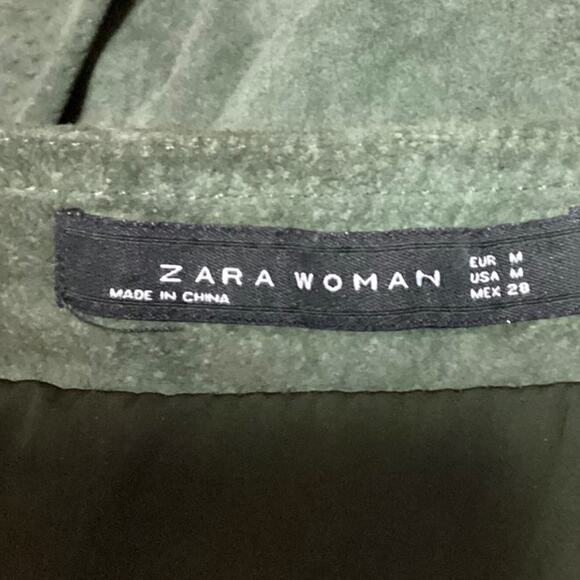 ZARA WOMAN
MADE IN CHINA
EUR M
USA M
MEX 28